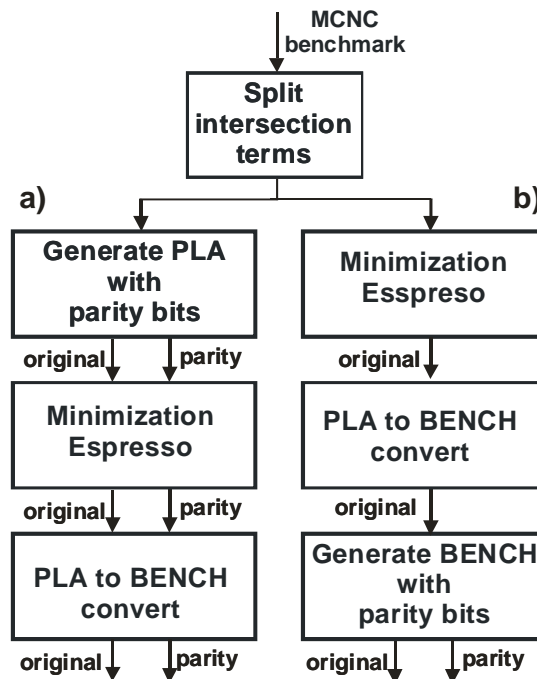 MCNC
benchmark
Split
intersection
terms
a)
Generate PLA
with
parity bits
original parity
Minimization
Espresso
original parity
PLA to BENCH
convert
original parity
b)
Minimization
Esspreso
original
PLA to BENCH
convert
original
Generate BENCH
with
parity bits
original parity